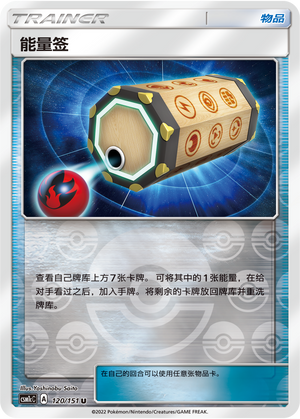 TRAINER
物品
能量签
查看自己牌库上方7张卡牌。可将其中的1张能量，在给
对手看过之后，加入手牌。将剩余的卡牌放回牌库并重洗
牌库。
Illus. Yoshinobu Saito
在自己的回合可以使用任意张物品卡。
A 120/151 U
©2022 Pokémon/Nintendo/Creatures/GAME FREAK.